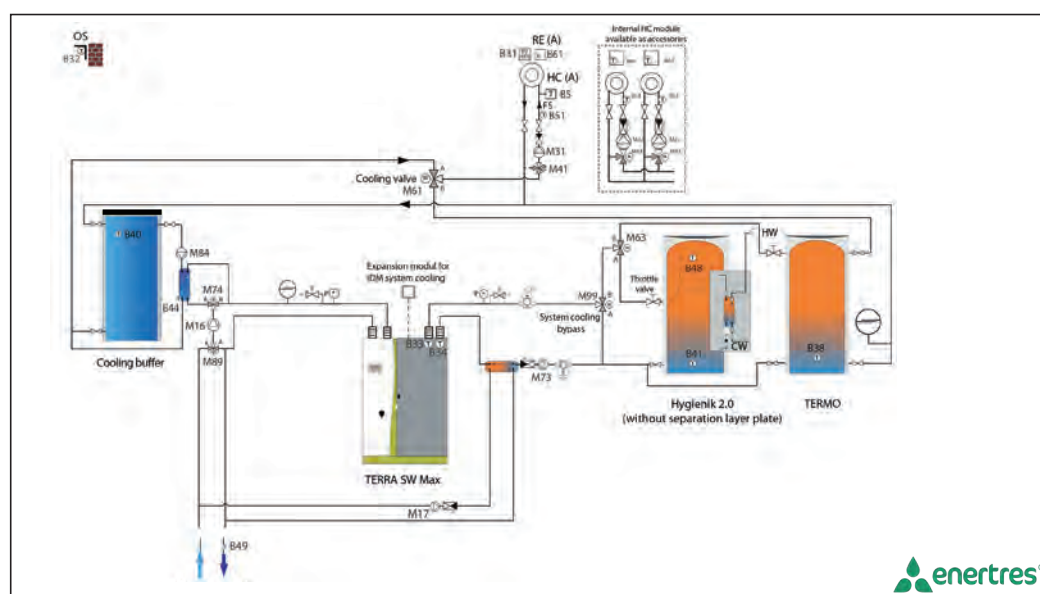 OS
B32
RE (A)
B31
B61
HC (A)
B5
FS
B51
M31
M41
Internal HC module
available as accessories
Cooling valve
M61
A
B
B40
M84
M74
B44
M16
M89
Cooling buffer
Expansion modul for
IDM system cooling
B33
B34
TERRA SW Max
M17
B49
M73
M99
System cooling
bypass
M63
Throttle
valve
B48
B41
HW
CW
Hygienik 2.0
(without separation layer plate)
B38
TERMO
enertres